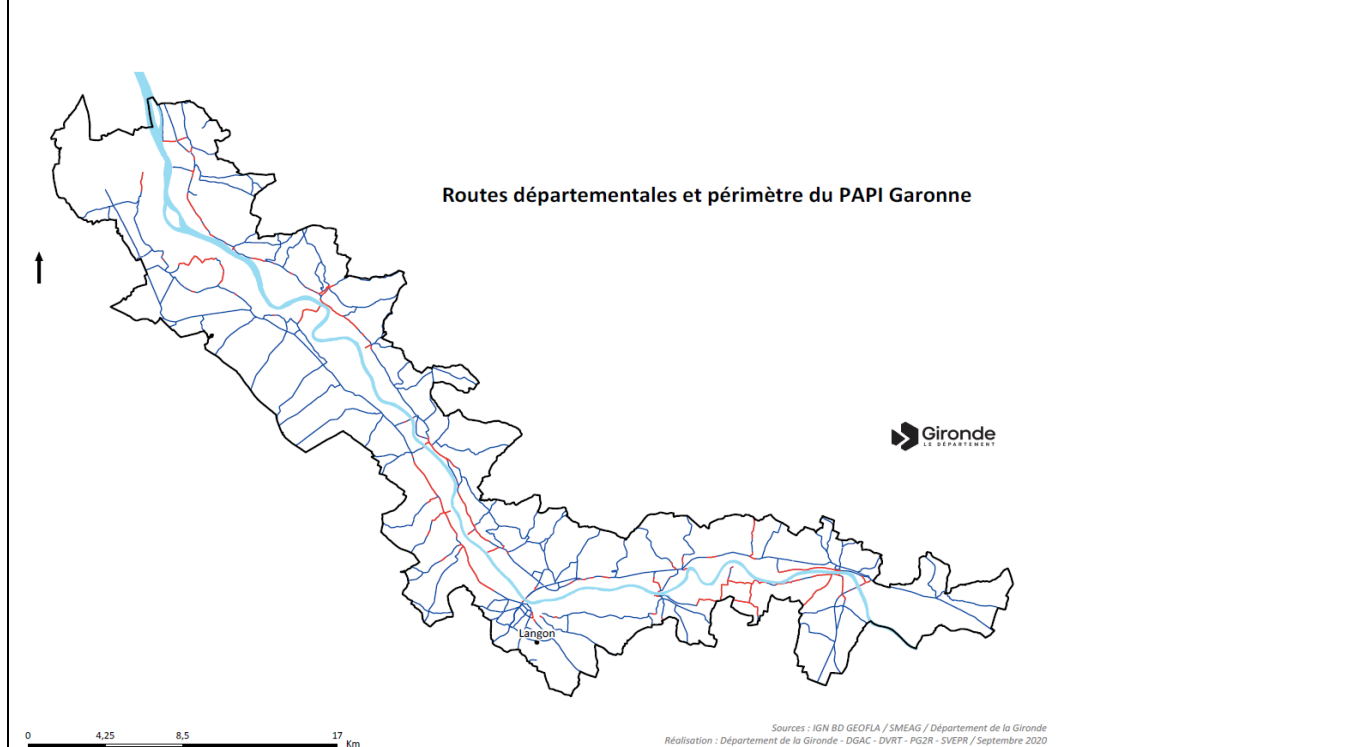 Routes départementales et périmètre du PAPI Garonne
Gironde
LE DÉPARTEMENT
Langon
0 4,25 8,5 17
Km
Sources : IGN BD GEOFLA / SMEAG / Département de la Gironde
Réalisation : Département de la Gironde - DGAC - DVRT - PG2R - SVEPR / Septembre 2020